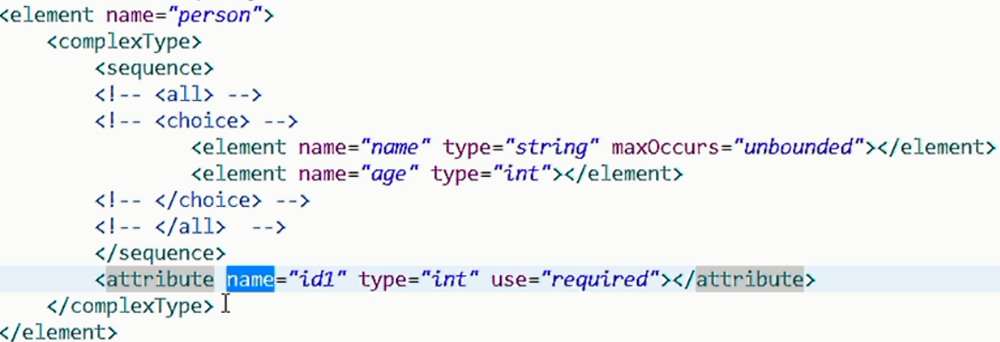 <element name="person">
<complexType>
<sequence>
<!-- <all> -->
<!-- <choice> -->
<element name="name" type="string" maxOccurs="unbounded"></element>
<element name="age" type="int"></element>
<!-- </choice> -->
<!-- </all>  -->
</sequence>
<attribute name="id1" type="int" use="required"></attribute>
</complexType>
</element>